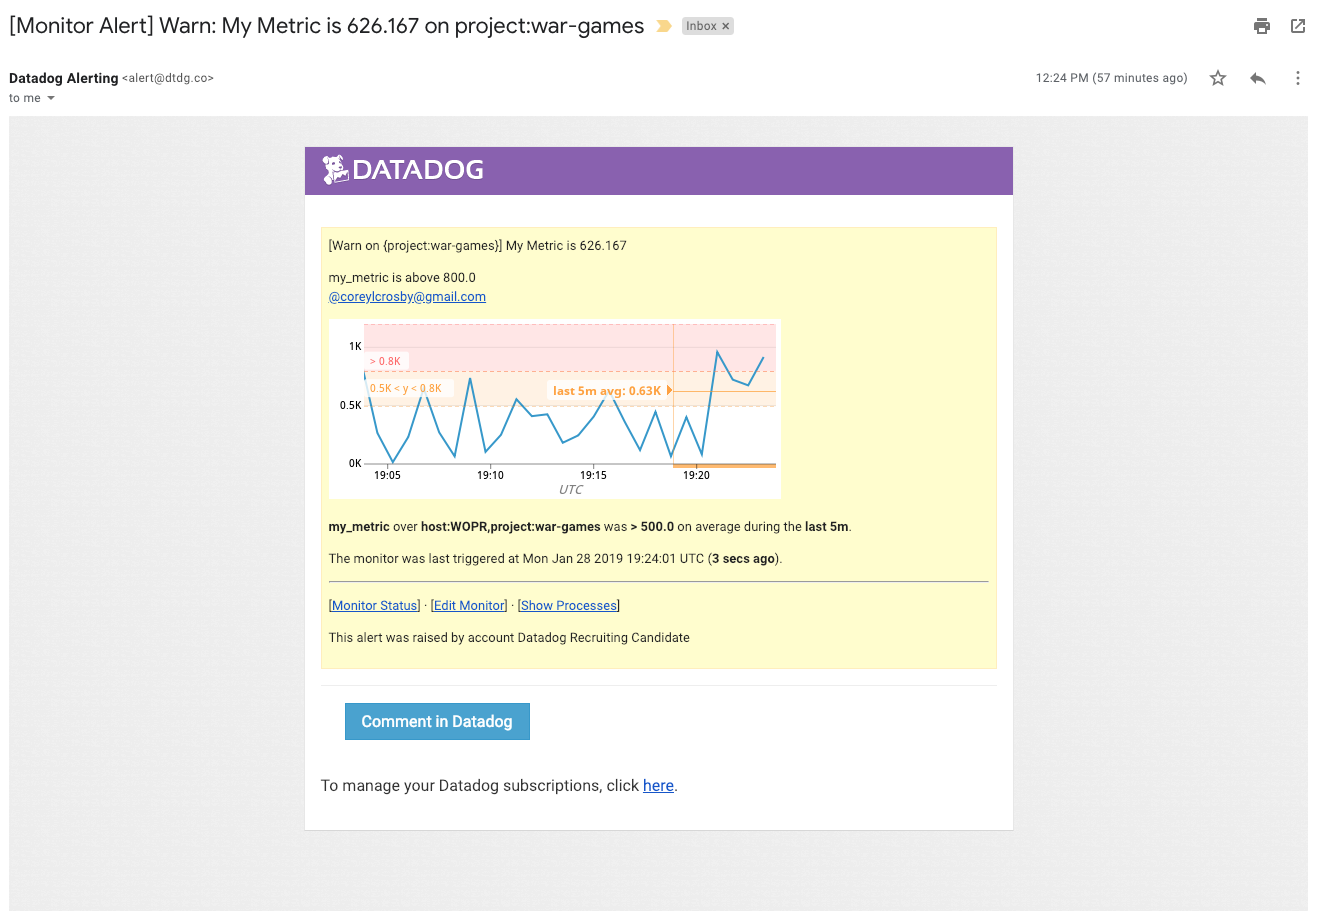 [Monitor Alert] Warn: My Metric is 626.167 on project:war-games
Inbox ×
Datadog Alerting <alert@dtdg.co>
12:24 PM (57 minutes ago)
to me
DATADOG
[Warn on {project:war-games}] My Metric is 626.167
my_metric is above 800.0
@coreylcrosby@gmail.com
1K
> 0.8K
0.5K < y < 0.8K
last 5m avg: 0.63K
0.5K
0K
19:05 19:10 19:15 19:20
UTC
my_metric over host:WOPR,project:war-games was > 500.0 on average during the last 5m.
The monitor was last triggered at Mon Jan 28 2019 19:24:01 UTC (3 secs ago).
[Monitor Status] · [Edit Monitor] · [Show Processes]
This alert was raised by account Datadog Recruiting Candidate
Comment in Datadog
To manage your Datadog subscriptions, click here.